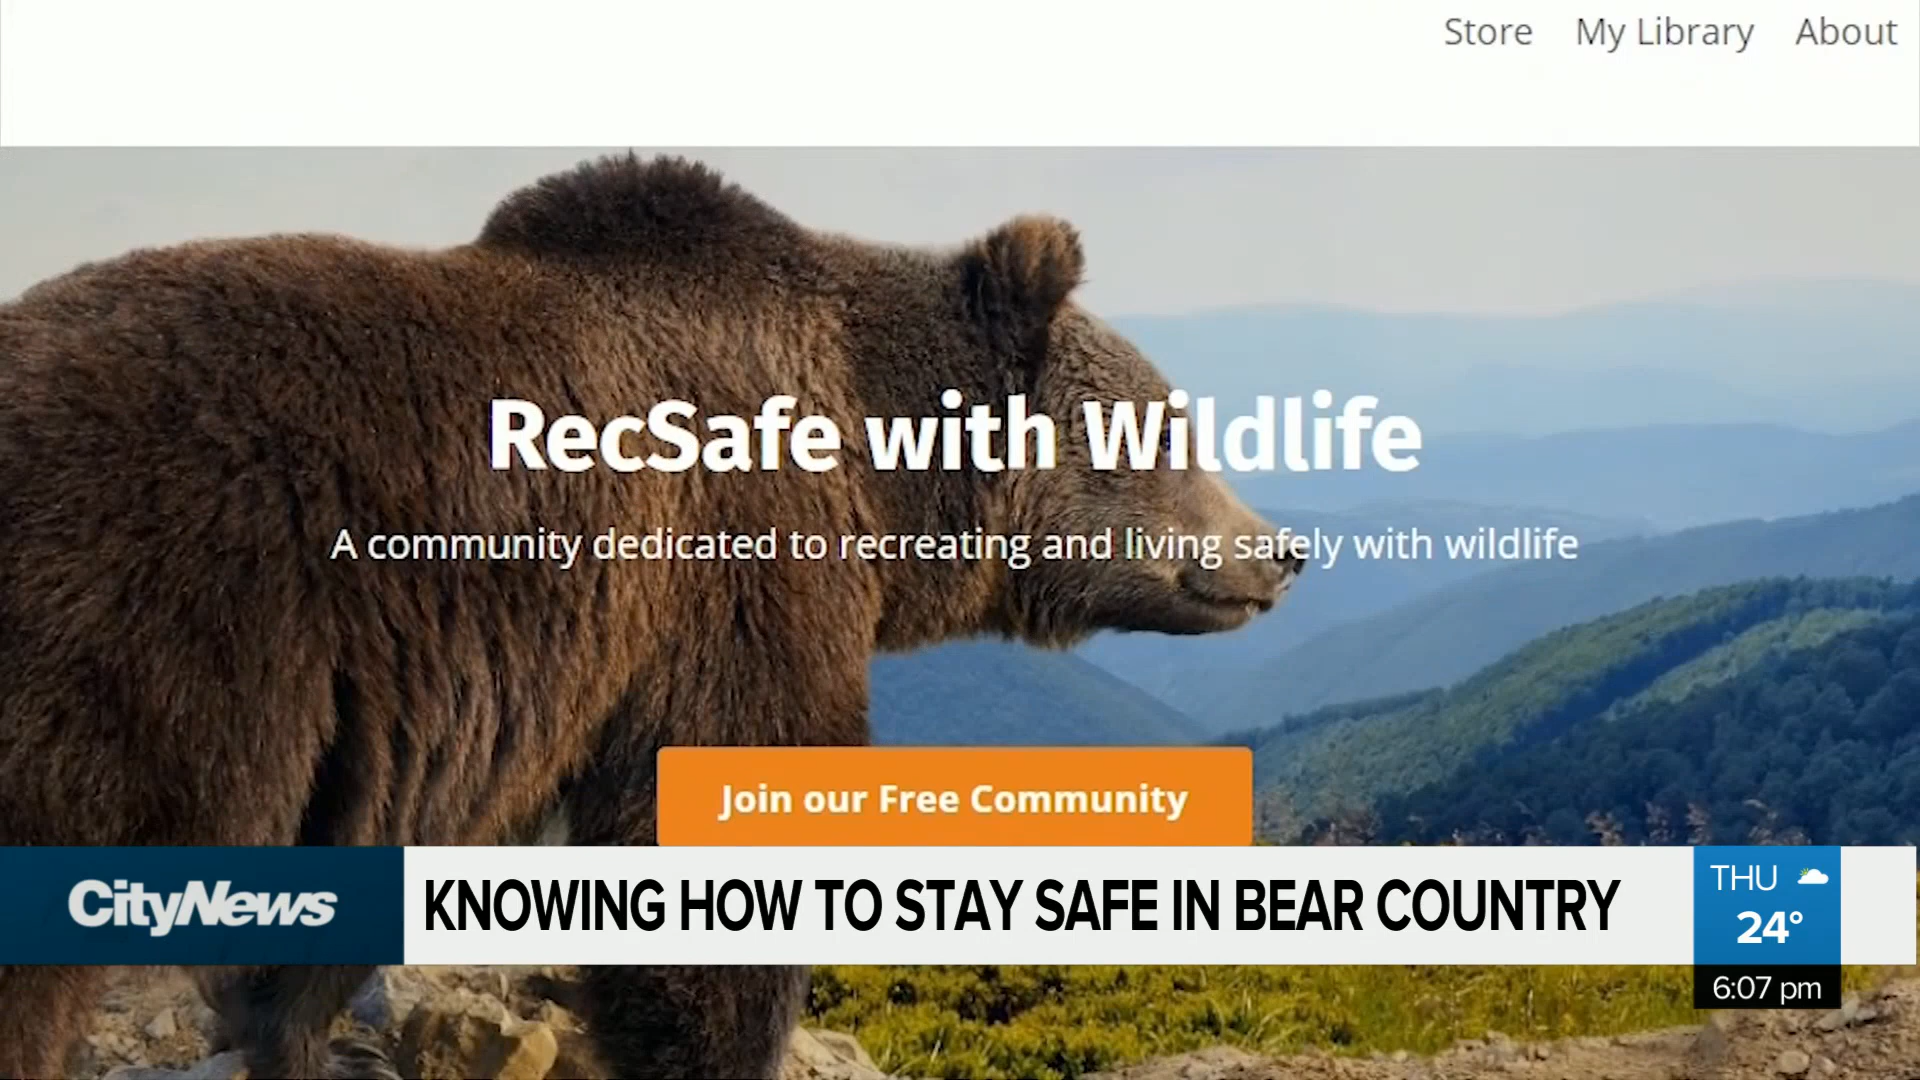 Store My Library About
RecSafe with Wildlife
A community dedicated to recreating and living safely with wildlife
Join our Free Community
CityNews
KNOWING HOW TO STAY SAFE IN BEAR COUNTRY
THU
24°
6:07 pm